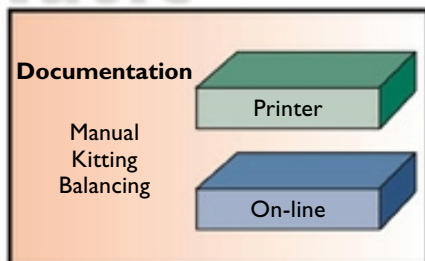 Documentation
Manual
Kitting
Balancing
Printer
On-line